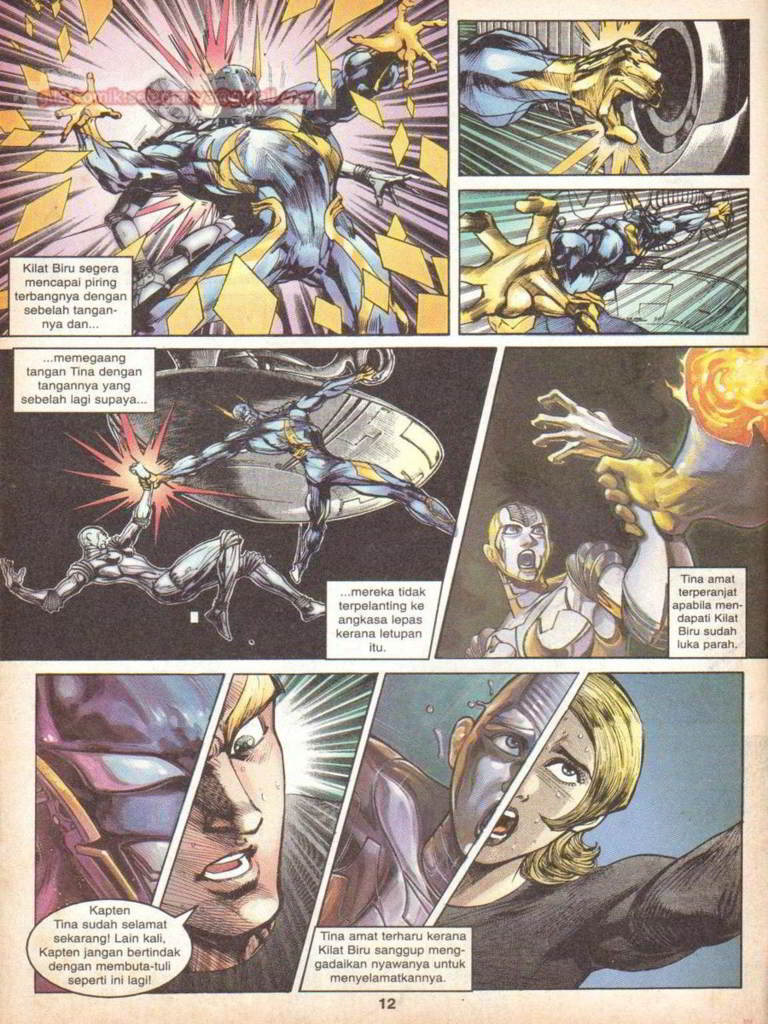 Kilat Biru segera
mencapai piring
terbangnya dengan
sebelah tangan-
nya dan...
...memegaang
tangan Tina dengan
tangannya yang
sebelah lagi supaya...
...mereka tidak
terpelanting ke
angkasa lepas
kerana letupan
itu.
Tina amat
terperanjat
apabila men-
dapati Kilat
Biru sudah
luka parah.
Kapten
Tina sudah selamat
sekarang! Lain kali,
Kapten jangan bertindak
dengan membuta-tuli
seperti ini lagi!
Tina amat terharu kerana
Kilat Biru sanggup meng-
gadaikan nyawanya untuk
menyelamatkannya.
12